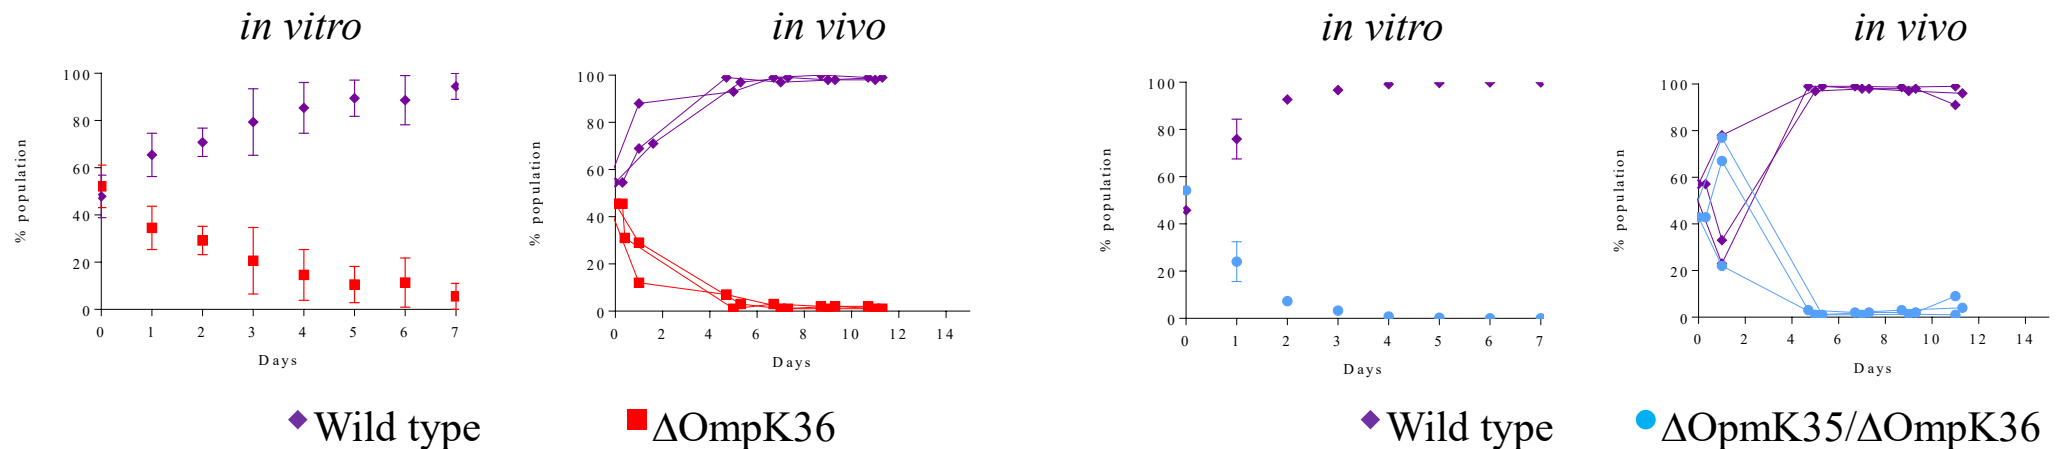 in vitro
in vivo
in vitro
in vivo
% population
100
80
60
40
20
0
0 1 2 3 4 5 6 7
Days
% population
100
80
60
40
20
0
0 2 4 6 8 10 12 14
Days
% population
100
80
60
40
20
0
0 1 2 3 4 5 6 7
Days
% population
100
80
60
40
20
0
0 2 4 6 8 10 12 14
Days
Wild type
ΔOmpK36
Wild type
ΔOpmK35/ΔOmpK36